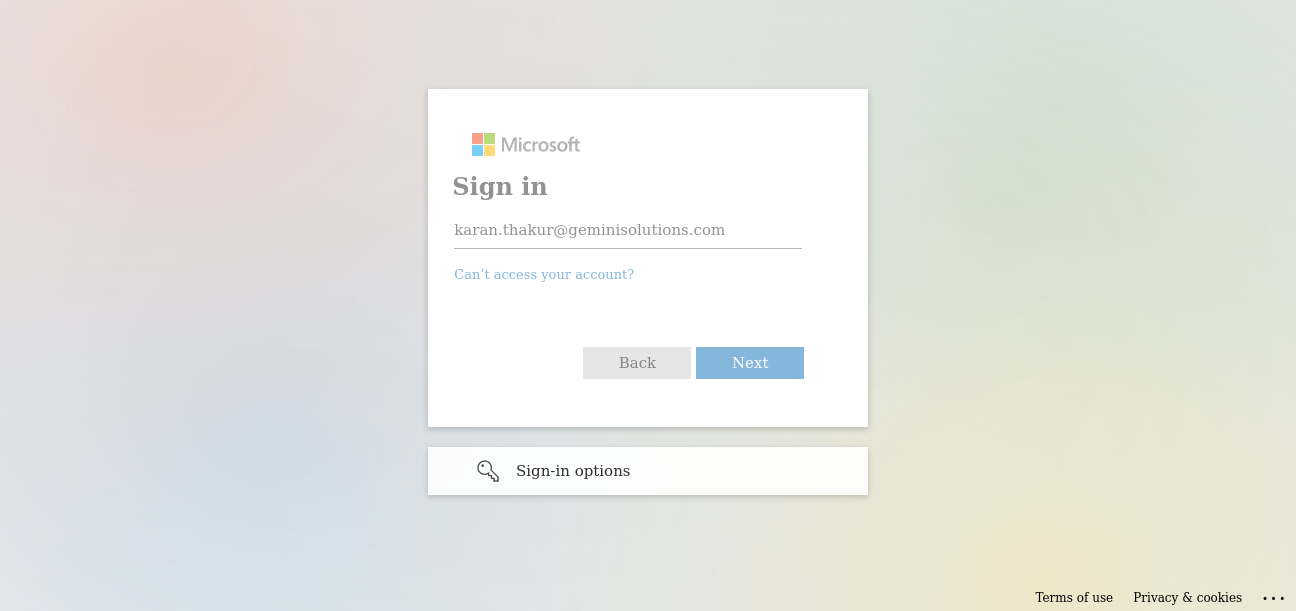 Microsoft
Sign in
karan.thakur@geminisolutions.com
Can’t access your account?
Back Next
Sign-in options
Terms of use Privacy & cookies ...